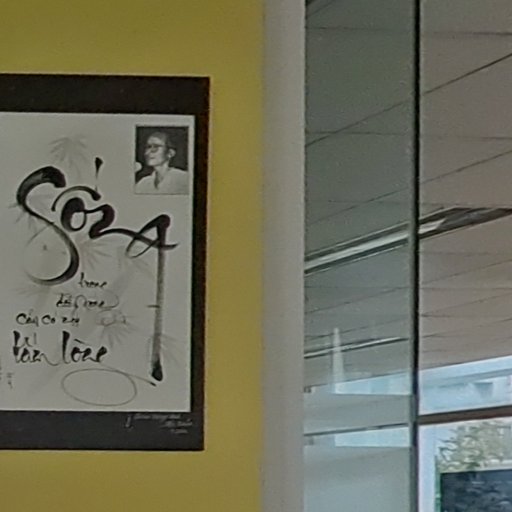 Sống
trong
đời sống
cần có một
tấm lòng